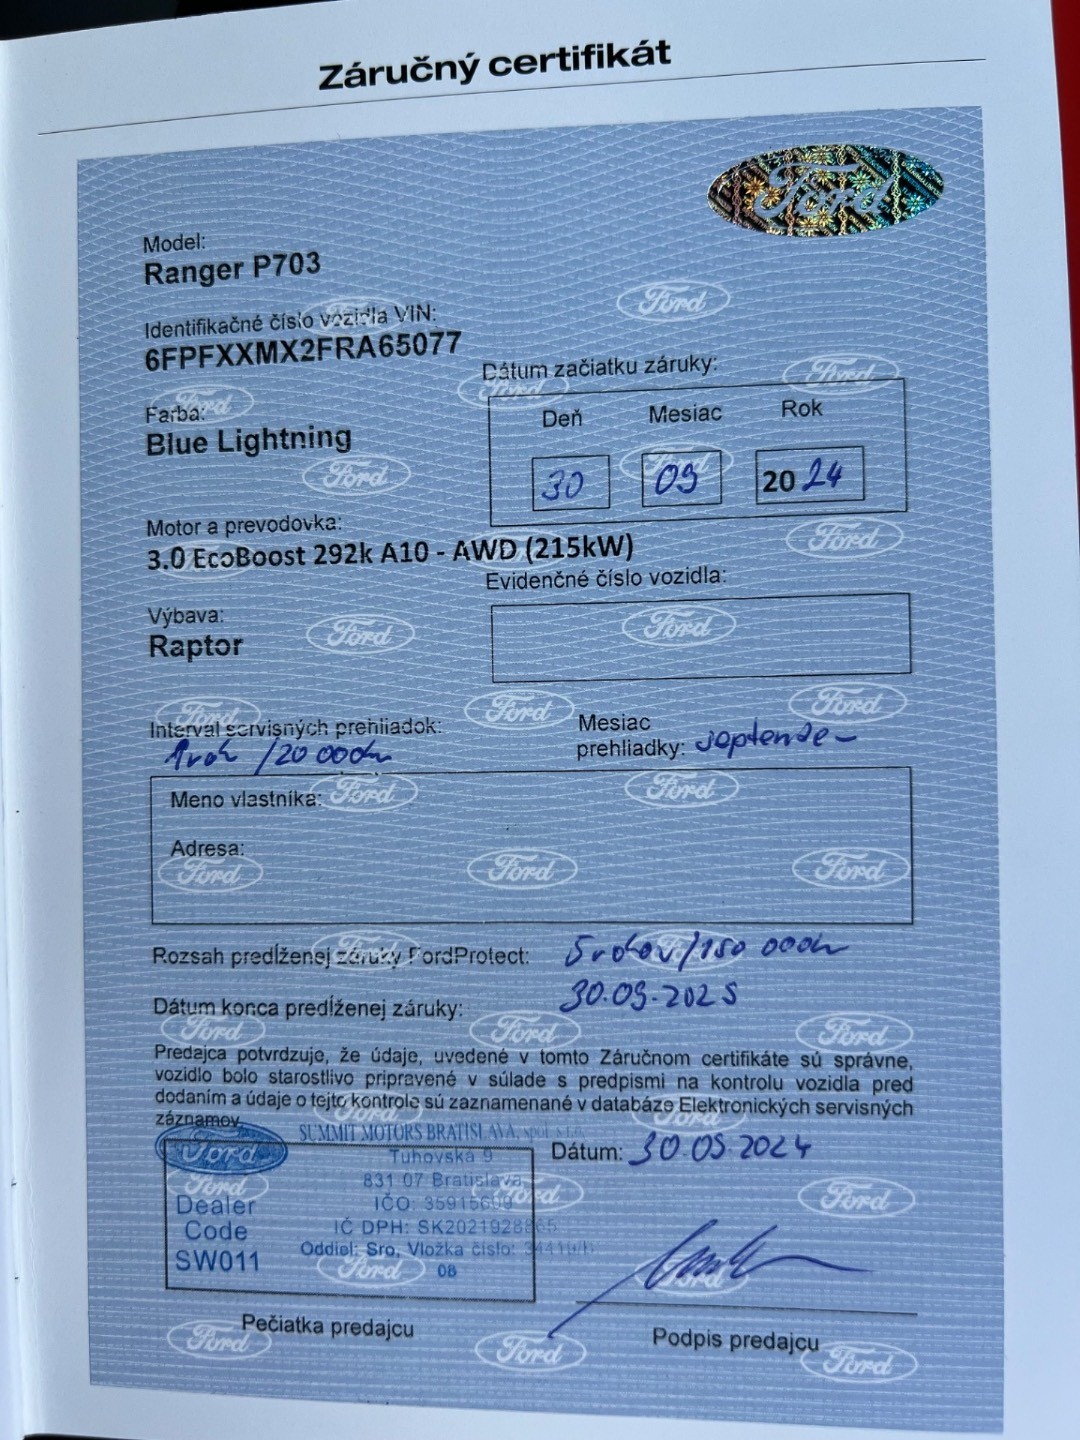 Záručný certifikát
Ford
Model:
Ranger P703
Identifikačné číslo vozidla VIN:
6FPFXXMX2FRA65077
Dátum začiatku záruky:
Farba:
Blue Lightning
Deň Mesiac Rok
30 09 2024
Motor a prevodovka:
3.0 EcoBoost 292k A10 - AWD (215kW)
Evidenčné číslo vozidla:
Výbava:
Raptor
Interval servisných prehliadok:
1 rok /20 000km
Mesiac
prehliadky: september
Meno vlastníka:
Adresa:
Rozsah predĺženej záruky FordProtect: 5 rokov/150 000km
Dátum konca predĺženej záruky: 30.09.2025
Predajca potvrdzuje, že údaje, uvedené v tomto Záručnom certifikáte sú správne,
vozidlo bolo starostlivo pripravené v súlade s predpismi na kontrolu vozidla pred
dodaním a údaje o tejto kontrole sú zaznamenané v databáze Elektronických servisných
záznamov.
Ford
SUMMIT MOTORS BRATISLAVA, spol. s r.o.
Tuhovská 9
831 07 Bratislava
Dealer
Code
SW011
IČO: 35915609
IČ DPH: SK2021928865
Oddiel: Sro, Vložka číslo:
08
Dátum: 30.09.2024
Pečiatka predajcu
Podpis predajcu